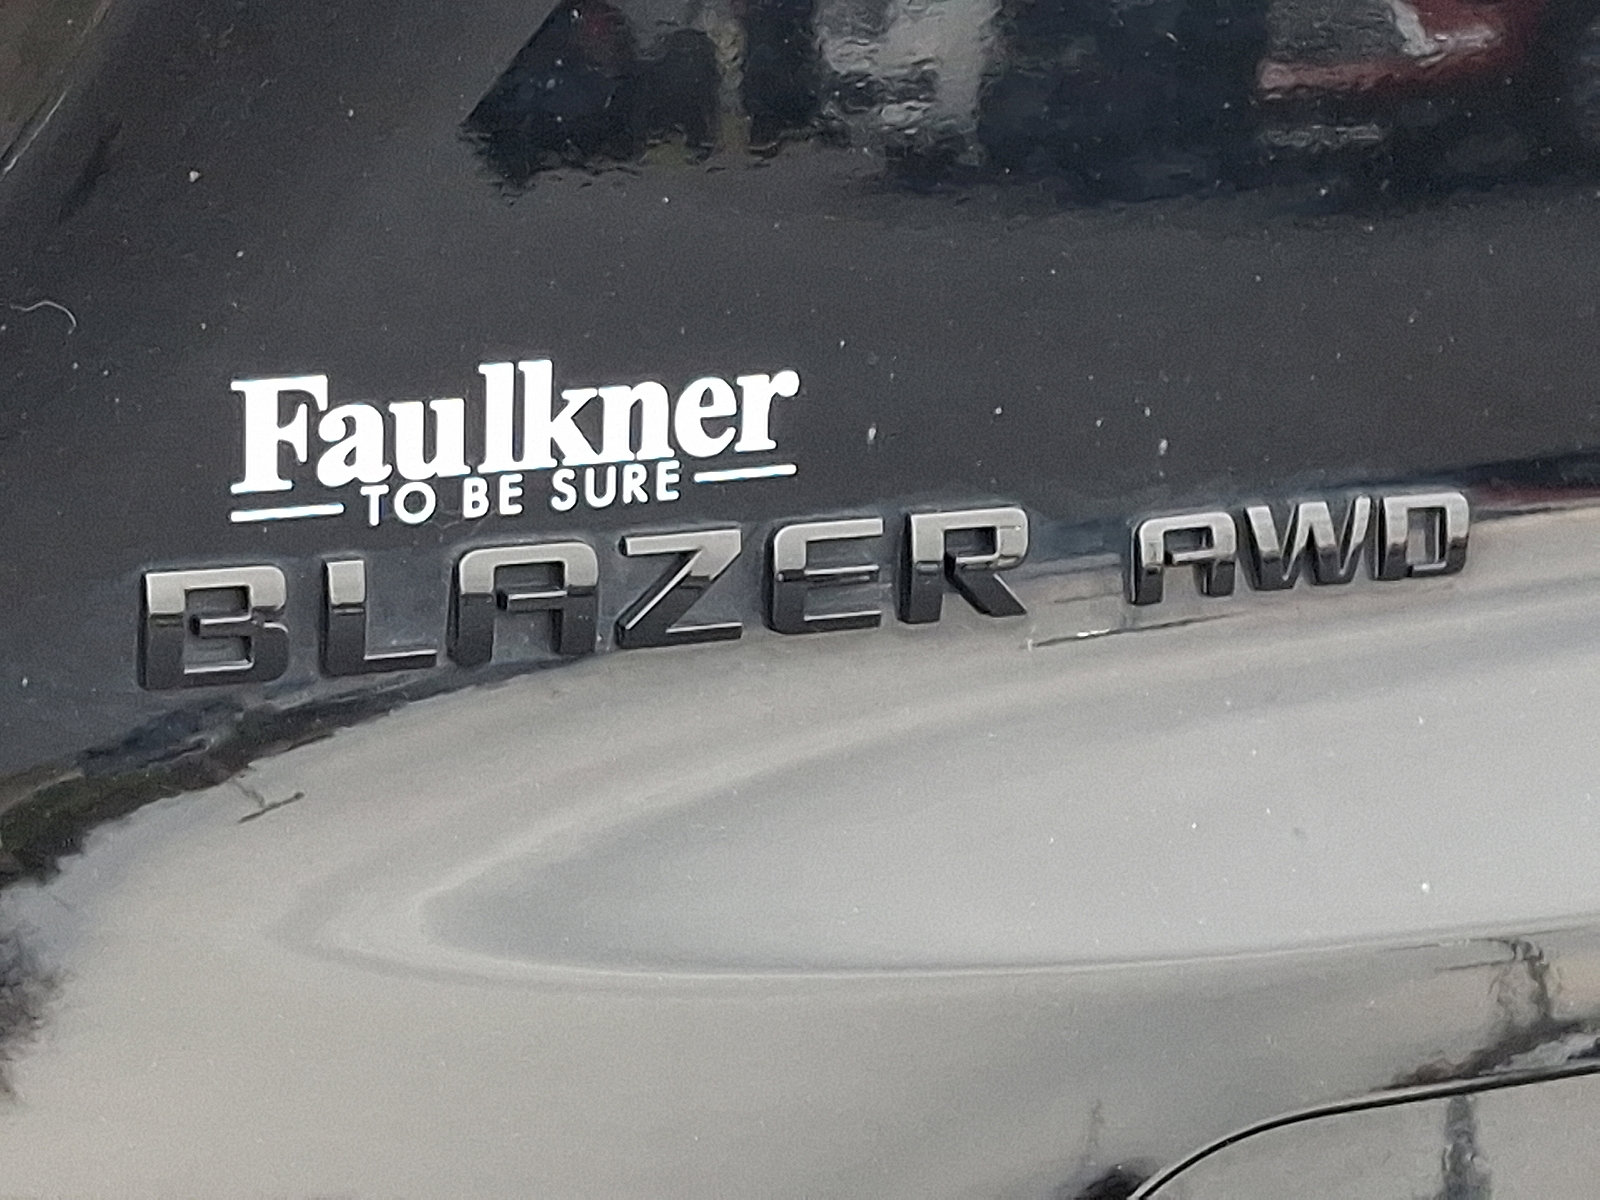 Faulkner
TO BE SURE
BLAZER AWD